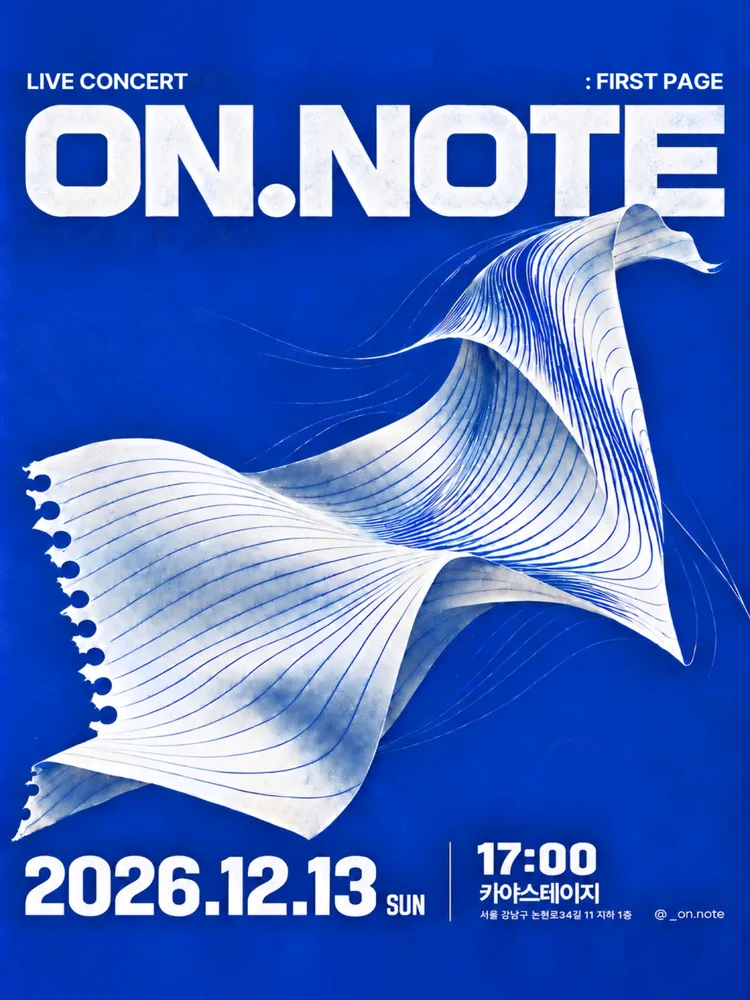 LIVE CONCERT
: FIRST PAGE
ON.NOTE
2026.12.13 SUN
17:00
카야스테이지
서울 강남구 논현로34길 11 지하 1층
@ _on.note